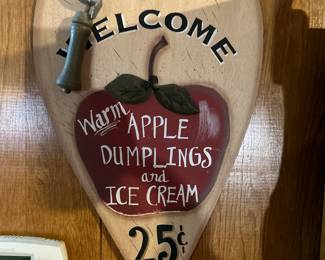 WELCOME
Warm
APPLE
DUMPLINGS
and
ICE CREAM
25¢